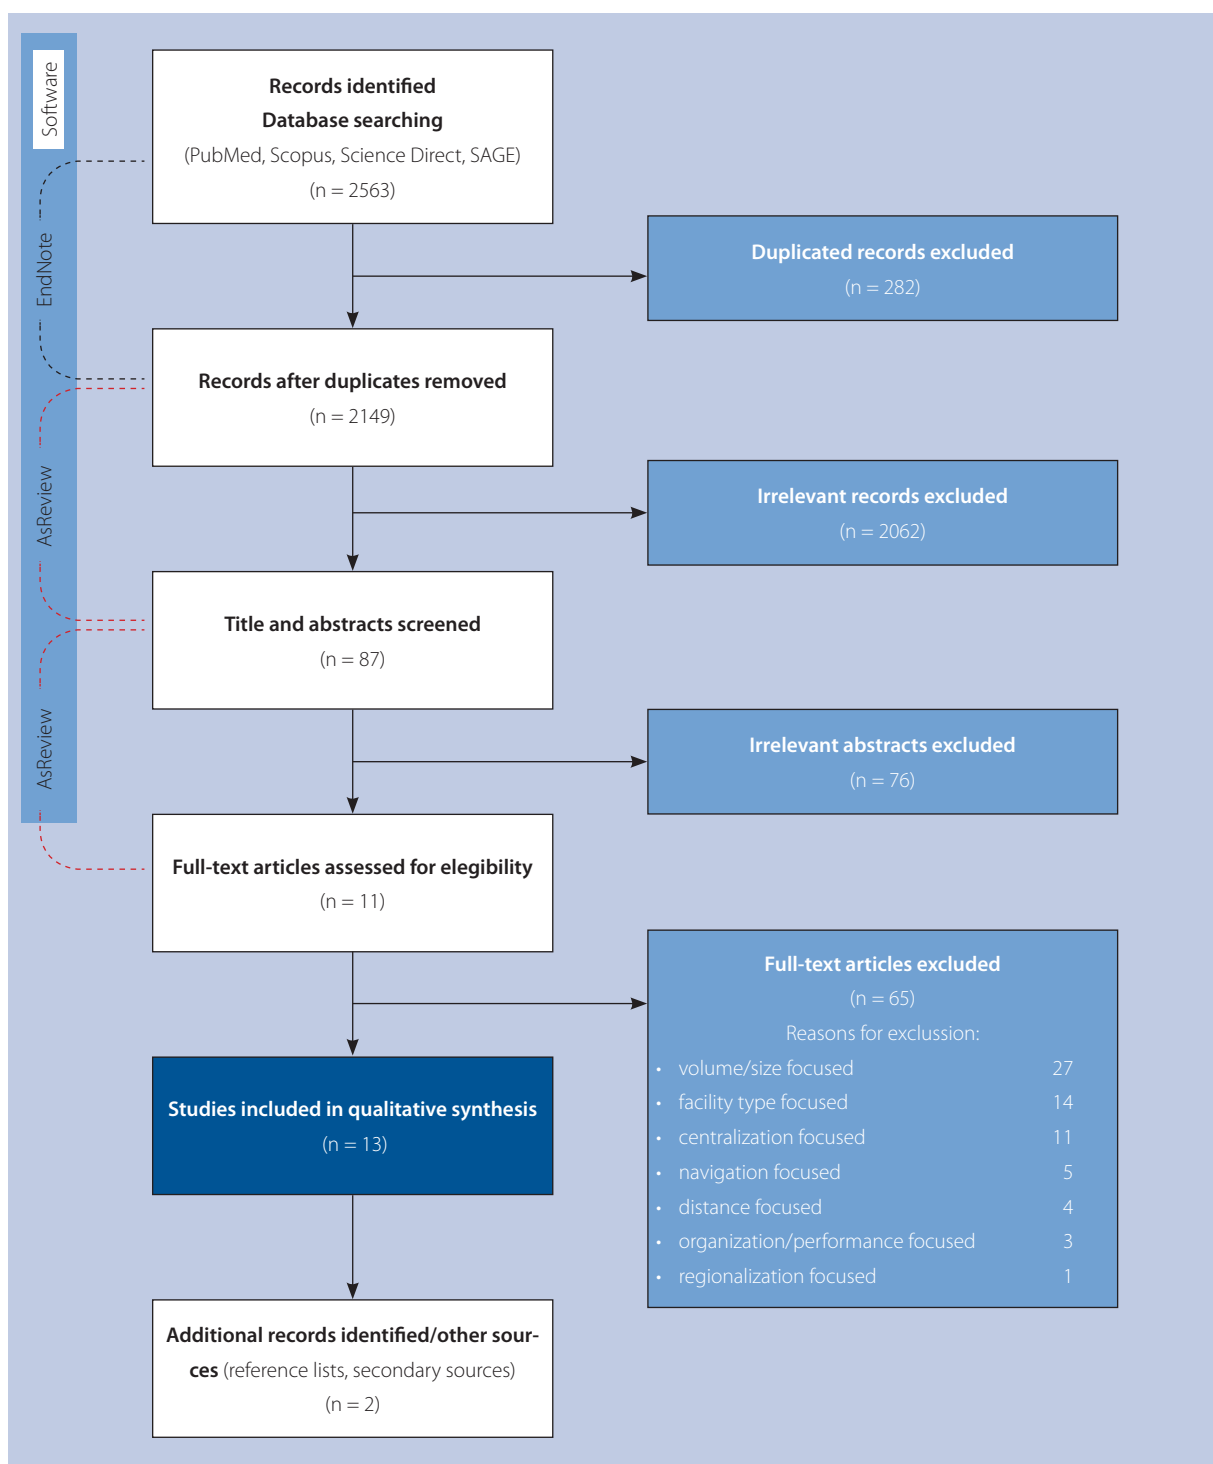 Software
EndNote
AsReview
AsReview
Records identified
Database searching
(PubMed, Scopus, Science Direct, SAGE)
(n = 2563)
Duplicated records excluded
(n = 282)
Records after duplicates removed
(n = 2149)
Irrelevant records excluded
(n = 2062)
Title and abstracts screened
(n = 87)
Irrelevant abstracts excluded
(n = 76)
Full-text articles assessed for elegibility
(n = 11)
Full-text articles excluded
(n = 65)
Reasons for exclussion:
• volume/size focused 27
• facility type focused 14
• centralization focused 11
• navigation focused 5
• distance focused 4
• organization/performance focused 3
• regionalization focused 1
Studies included in qualitative synthesis
(n = 13)
Additional records identified/other sour-
ces (reference lists, secondary sources)
(n = 2)